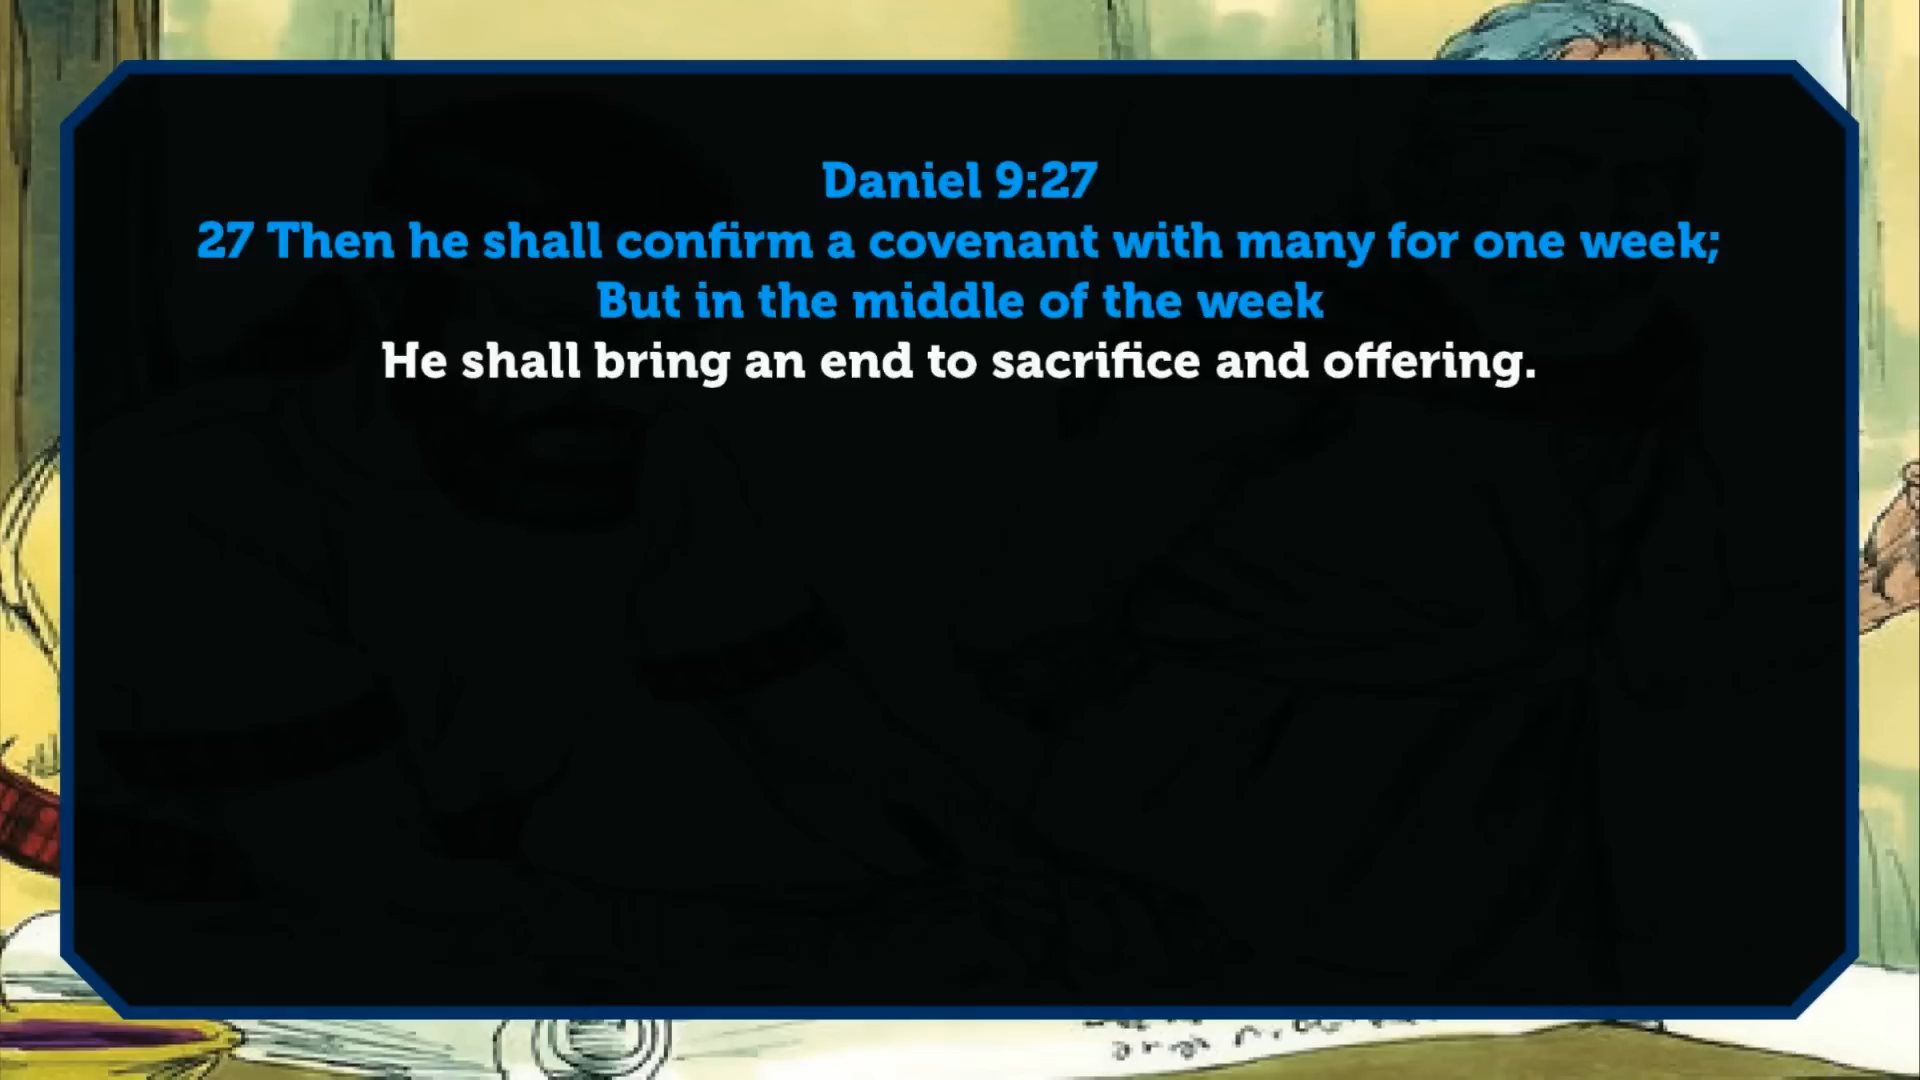 Daniel 9:27
27 Then he shall confirm a covenant with many for one week;
But in the middle of the week
He shall bring an end to sacrifice and offering.